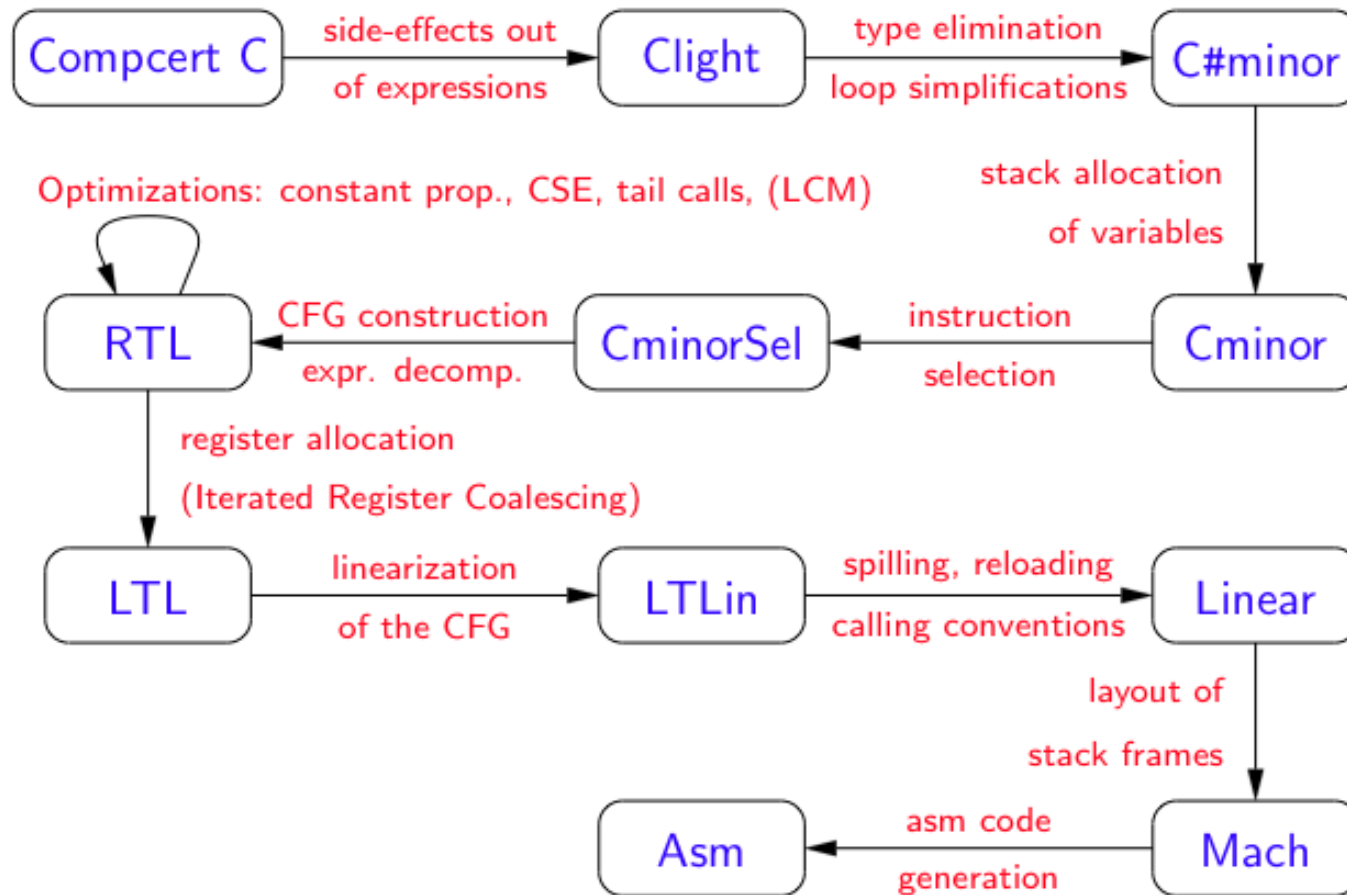 Compcert C
side-effects out
of expressions
Clight
type elimination
loop simplifications
C#minor
stack allocation
of variables
Optimizations: constant prop., CSE, tail calls, (LCM)
RTL
CFG construction
expr. decomp.
CminorSel
instruction
selection
Cminor
register allocation
(Iterated Register Coalescing)
LTL
linearization
of the CFG
LTLin
spilling, reloading
calling conventions
Linear
layout of
stack frames
Asm
asm code
generation
Mach